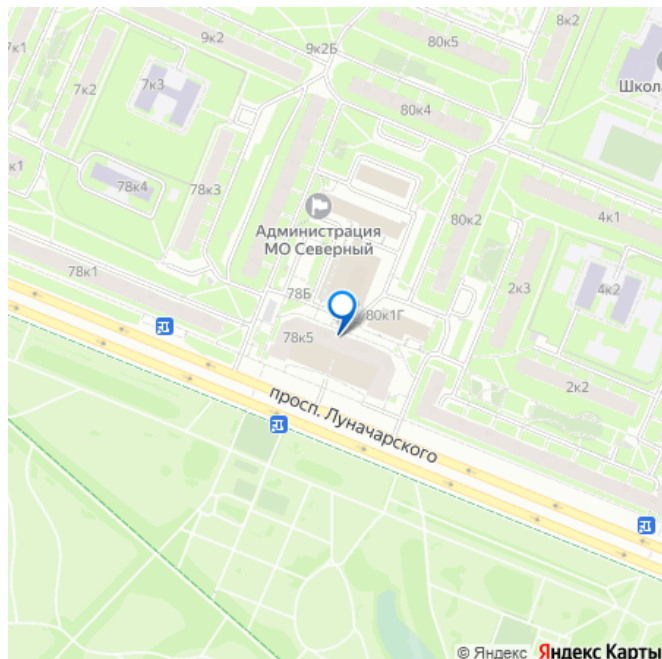 8к2
9к2
80к5
7к1
9к2Б
7к3
7к2
Школа
80к4
к1
78к4
78к3
80к2
4к1
Администрация
МО Северный
78к1
78Б
2к3
4к2
80к1Г
78к5
2к2
просп. Луначарского
© Яндекс Яндекс Карты